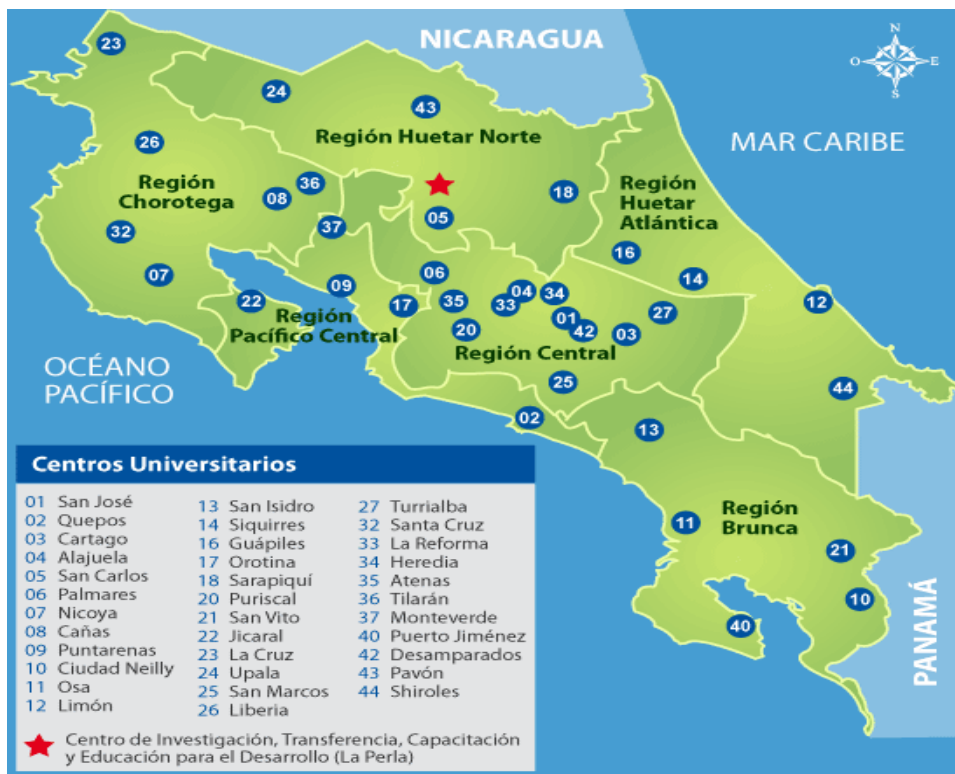 NICARAGUA
N
O
E
S
MAR CARIBE
23
24
43
Región Huetar Norte
26
Región
Chorotega
36
08
18
Región
Huetar
Atlántica
32
37
05
16
07
06
09
22
17
35
04
33
34
14
12
01
42
27
03
20
Región
Pacífico Central
Región Central
25
OCÉANO
PACÍFICO
44
02
13
Región
Brunca
11
21
10
40
PANAMÁ
Centros Universitarios
01 San José
02 Quepos
03 Cartago
04 Alajuela
05 San Carlos
06 Palmares
07 Nicoya
08 Cañas
09 Puntarenas
10 Ciudad Neilly
11 Osa
12 Limón
13 San Isidro
14 Siquirres
16 Guápiles
17 Orotina
18 Sarapiquí
20 Puriscal
21 San Vito
22 Jicaral
23 La Cruz
24 Upala
25 San Marcos
26 Liberia
27 Turrialba
32 Santa Cruz
33 La Reforma
34 Heredia
35 Atenas
36 Tilarán
37 Monteverde
40 Puerto Jiménez
42 Desamparados
43 Pavón
44 Shiroles
Centro de Investigación, Transferencia, Capacitación
y Educación para el Desarrollo (La Perla)